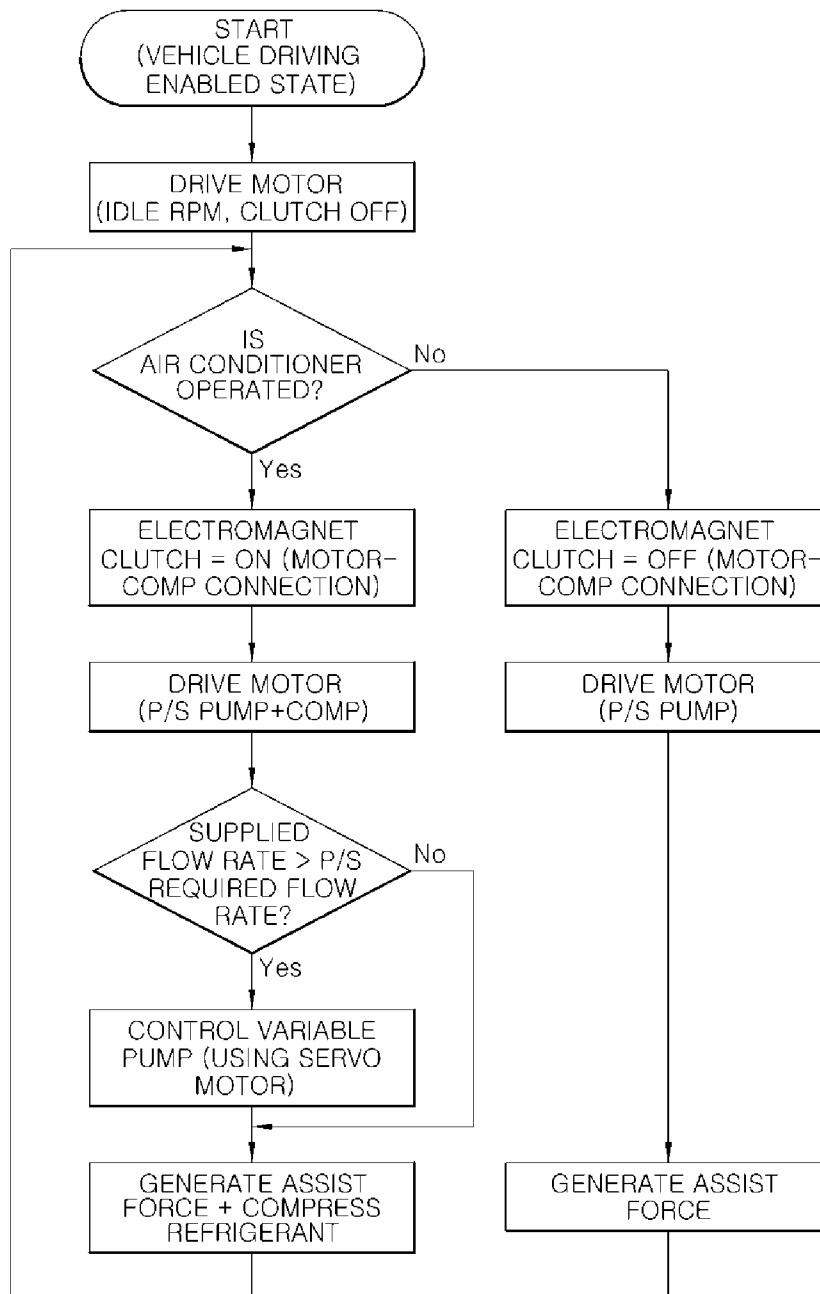 START
(VEHICLE DRIVING
ENABLED STATE)
DRIVE MOTOR
(IDLE RPM, CLUTCH OFF)
IS
AIR CONDITIONER
OPERATED?
No
Yes
ELECTROMAGNET
CLUTCH = ON (MOTOR-
COMP CONNECTION)
ELECTROMAGNET
CLUTCH = OFF (MOTOR-
COMP CONNECTION)
DRIVE MOTOR
(P/S PUMP+COMP)
DRIVE MOTOR
(P/S PUMP)
SUPPLIED
FLOW RATE > P/S
REQUIRED FLOW
RATE?
No
Yes
CONTROL VARIABLE
PUMP (USING SERVO
MOTOR)
GENERATE ASSIST
FORCE + COMPRESS
REFRIGERANT
GENERATE ASSIST
FORCE